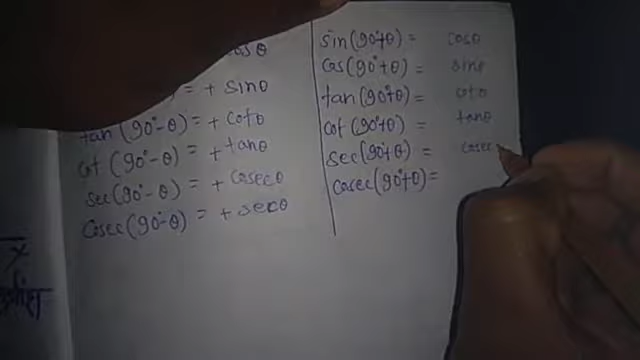 cosθ
= + sinθ
tan(90°-θ) = + cotθ
cot(90°-θ) = + tanθ
sec(90°-θ) = + cosecθ
Cosec(90°-θ) = + secθ
sin(90°+θ) = cosθ
cos(90°+θ) = sinθ
tan(90°+θ) = cotθ
cot(90°+θ) = tanθ
sec(90°+θ) = cosec
cosec(90°+θ) =